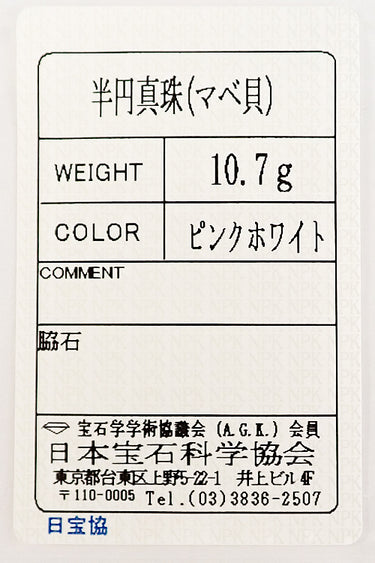 半円真珠(マベ貝)
WEIGHT 10.7g
COLOR ピンクホワイト
COMMENT
脇石
宝石学学術協議会 (A.G.K.) 会員
日本宝石科学協会
東京都台東区上野5-22-1 井上ビル4F
〒110-0005 Tel.(03)3836-2507
日宝協